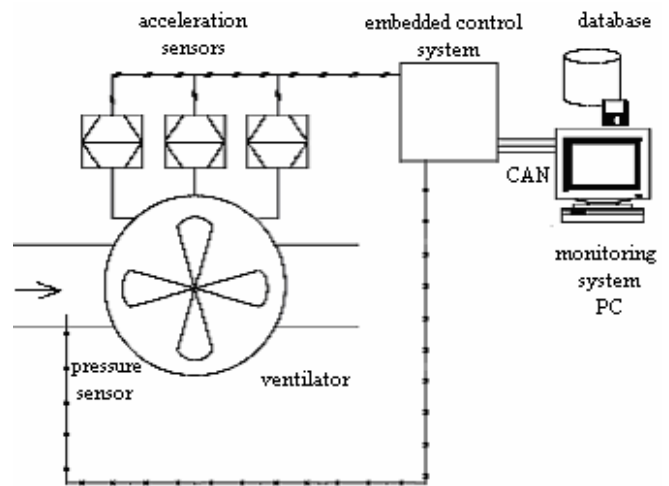 acceleration
sensors
embedded control
system
database
CAN
monitoring
system
PC
pressure
sensor
ventilator